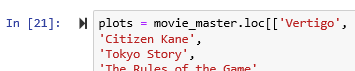 In [21]: plots = movie_master.loc[['Vertigo',
'Citizen Kane',
'Tokyo Story',
'The Rules of the Game'